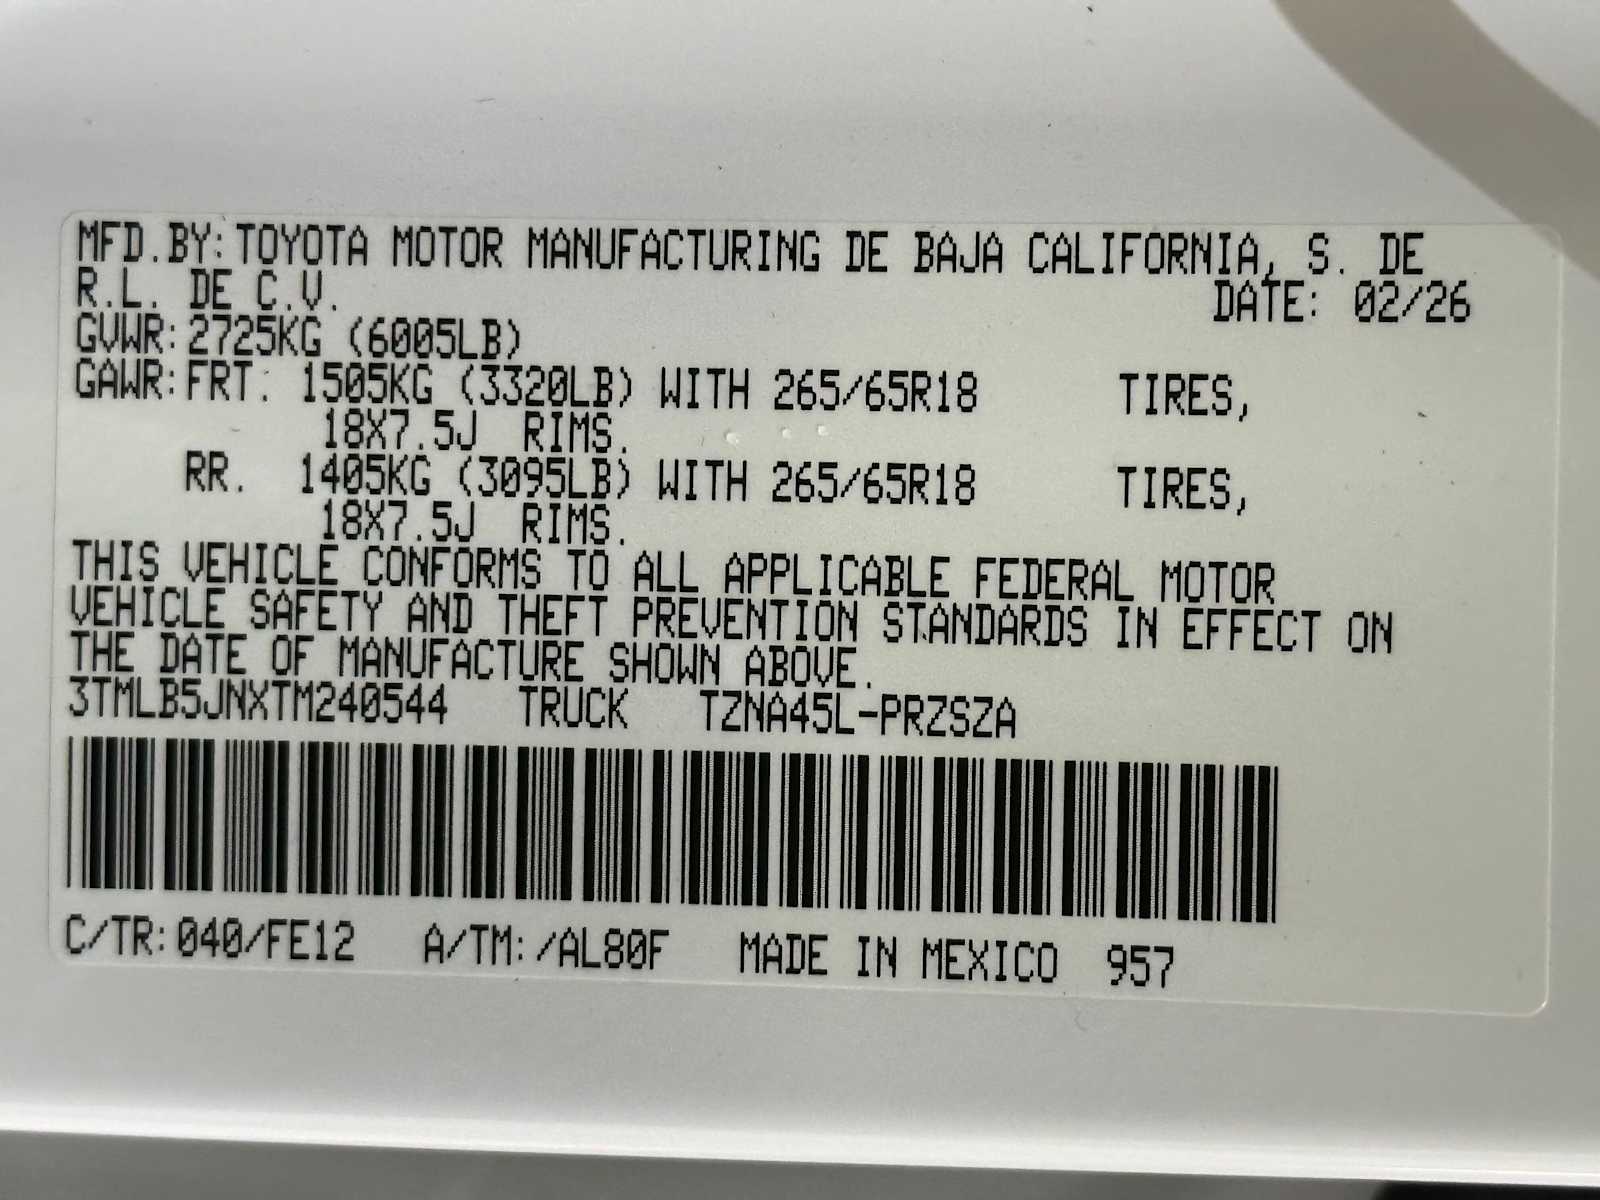 MFD.BY:TOYOTA MOTOR MANUFACTURING DE BAJA CALIFORNIA, S. DE
R.L. DE C.V. DATE: 02/26
GVWR:2725KG (6005LB)
GAWR:FRT. 1505KG (3320LB) WITH 265/65R18 TIRES,
18X7.5J RIMS.
RR. 1405KG (3095LB) WITH 265/65R18 TIRES,
18X7.5J RIMS.
THIS VEHICLE CONFORMS TO ALL APPLICABLE FEDERAL MOTOR
VEHICLE SAFETY AND THEFT PREVENTION STANDARDS IN EFFECT ON
THE DATE OF MANUFACTURE SHOWN ABOVE.
3TMLB5JNXTM240544 TRUCK TZNA45L-PRZSZA
C/TR:040/FE12 A/TM:/AL80F MADE IN MEXICO 957